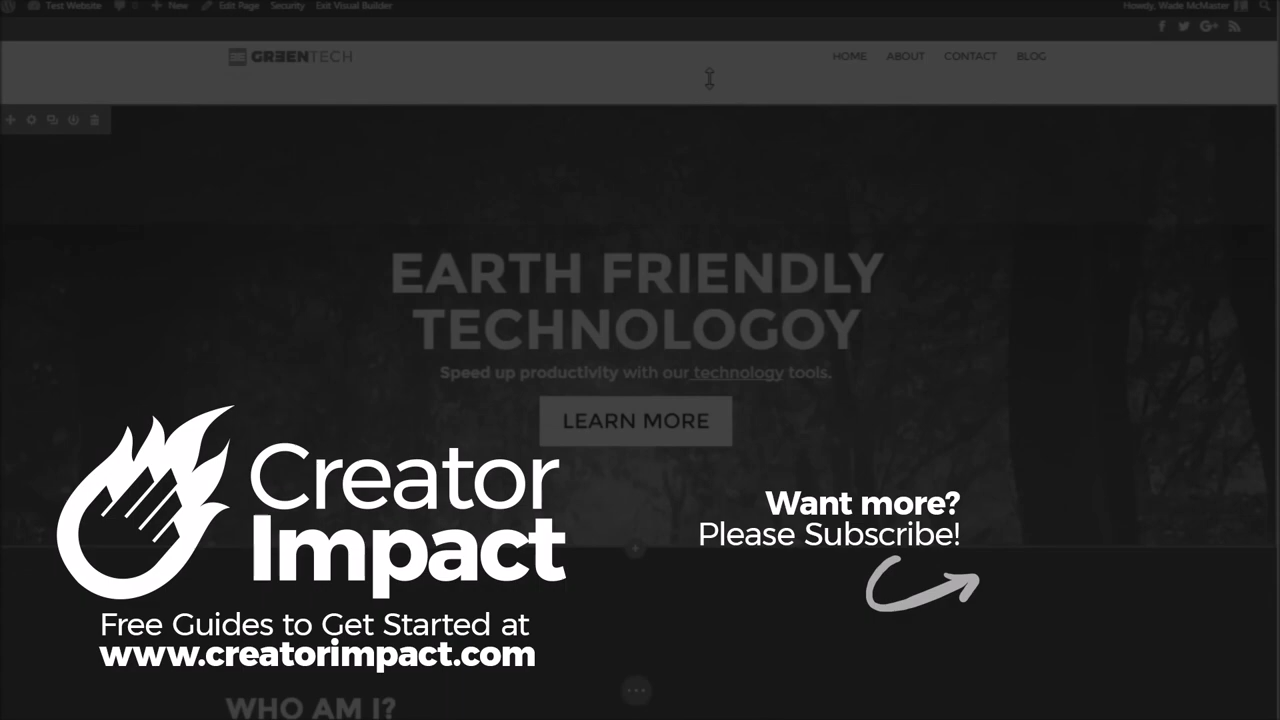 Test Website 0 New Edit Page Security Exit Visual Builder Howdy, Wade McMaster
GREENTECH HOME ABOUT CONTACT BLOG
EARTH FRIENDLY
TECHNOLOGOY
Speed up productivity with our technology tools.
LEARN MORE
Creator
Impact
Want more?
Please Subscribe!
Free Guides to Get Started at
www.creatorimpact.com
WHO AM I?